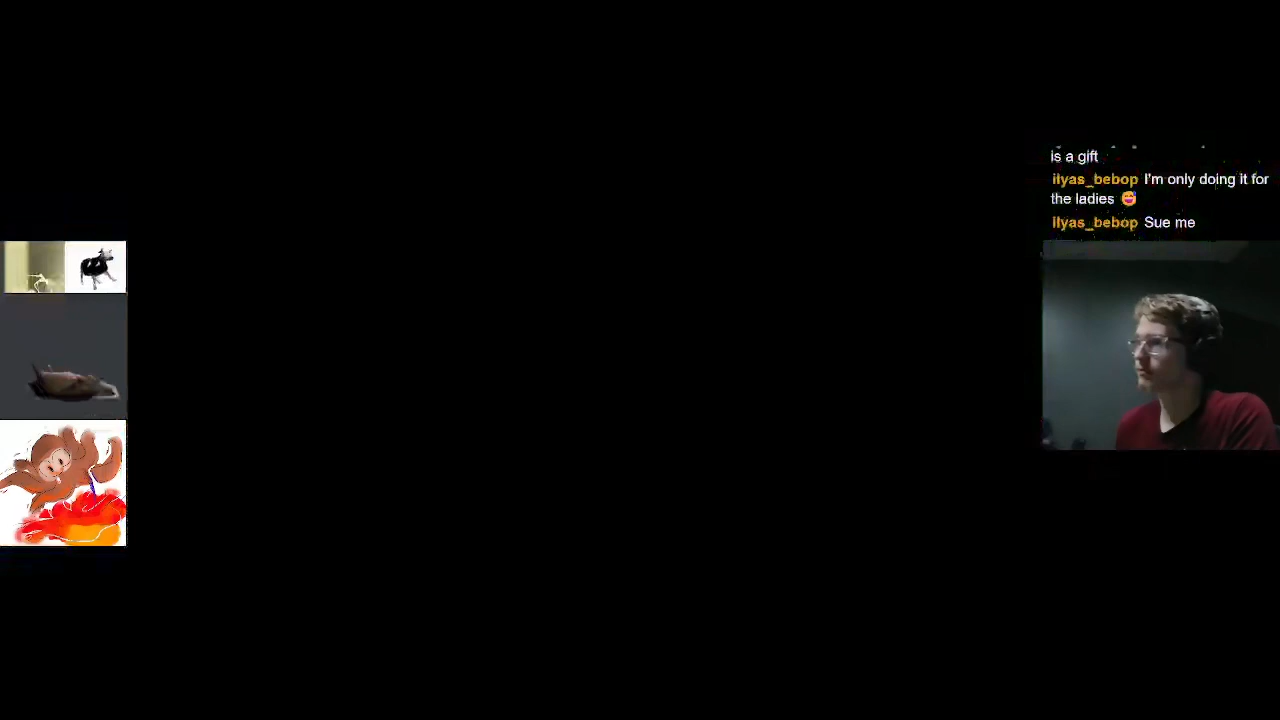 is a gift
ilyas_bebop I'm only doing it for
the ladies 😅
ilyas_bebop Sue me